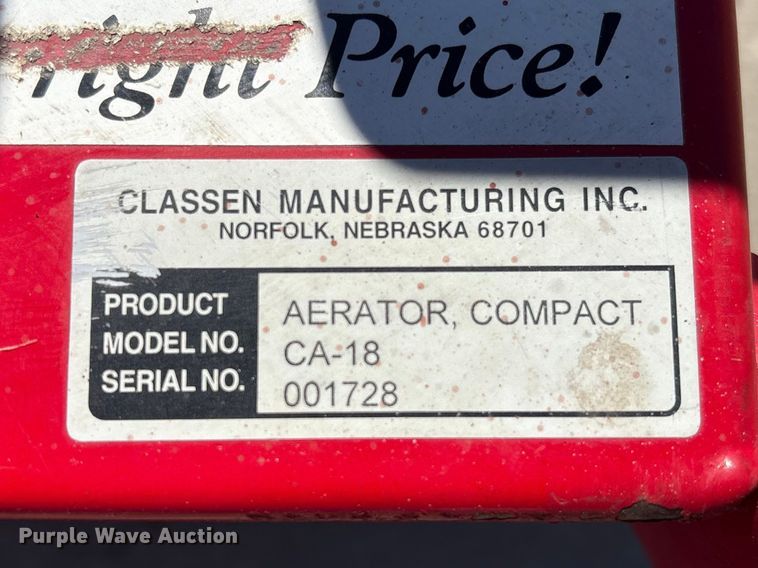 right Price!
CLASSEN MANUFACTURING INC.
NORFOLK, NEBRASKA 68701
PRODUCT AERATOR, COMPACT
MODEL NO. CA-18
SERIAL NO. 001728
Purple Wave Auction